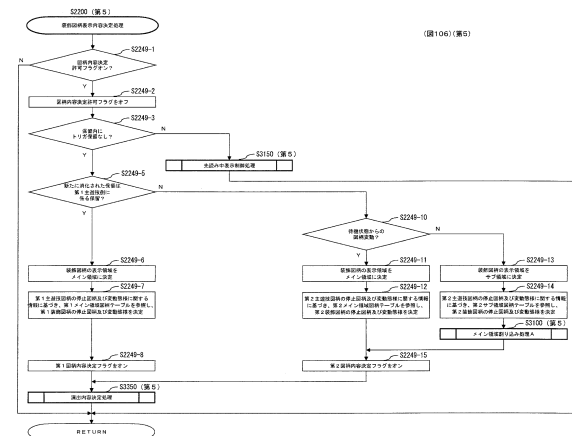 S2200（第５）
装飾図柄表示内容決定処理
(図106)(第5)
S2249-1
N
図柄内容決定
許可フラグオン？
Y
S2249-2
図柄内容決定許可フラグをオフ
S2249-3
保留内に
トリガ保留なし？
N
Y
S3150（第５）
先読み中表示制御処理
S2249-5
新たに消化された保留は
第１主遊技側に
係る保留？
N
Y
S2249-10
待機状態からの
図柄変動？
N
Y
S2249-6
装飾図柄の表示領域を
メイン領域に決定
S2249-11
装飾図柄の表示領域を
メイン領域に決定
S2249-13
装飾図柄の表示領域を
サブ領域に決定
S2249-7
第１主遊技図柄の停止図柄及び変動態様に関する
情報に基づき、第１メイン領域図柄テーブルを参照し、
第１装飾図柄の停止図柄及び変動態様を決定
S2249-12
第２主遊技図柄の停止図柄及び変動態様に関する情報
に基づき、第２メイン領域図柄テーブルを参照し、
第２装飾図柄の停止図柄及び変動態様を決定
S2249-14
第２主遊技図柄の停止図柄及び変動態様に関する情報
に基づき、第２サブ領域図柄テーブルを参照し、
第２装飾図柄の停止図柄及び変動態様を決定
S3100（第５）
メイン領域割り込み処理Ａ
S2249-8
第１図柄内容決定フラグをオン
S2249-15
第２図柄内容決定フラグをオン
S3350（第５）
演出内容決定処理
RETURN